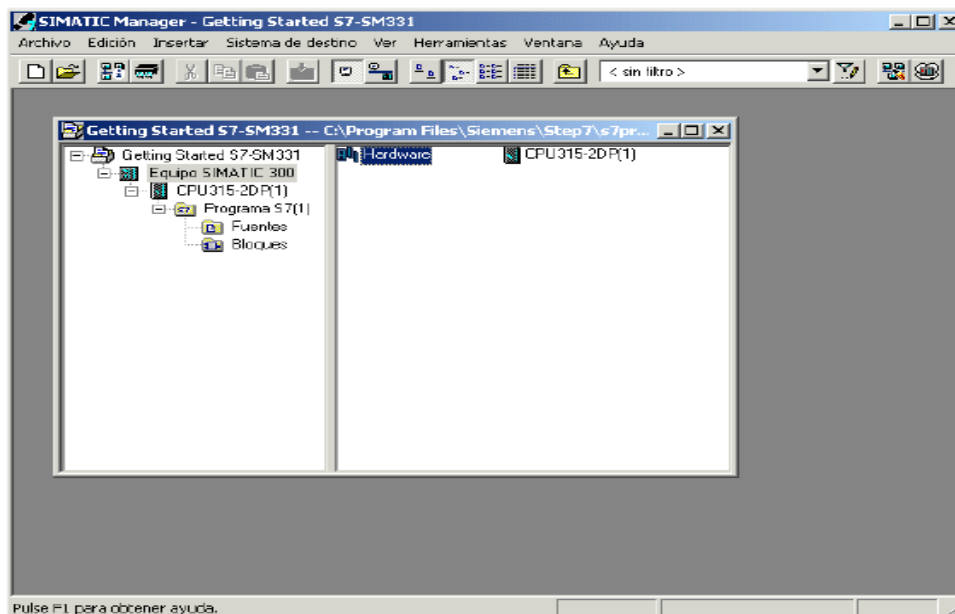 SIMATIC Manager - Getting Started S7-SM331
Archivo Edición Insertar Sistema de destino Ver Herramientas Ventana Ayuda
< sin filtro >
Getting Started S7-SM331 -- C:\Program Files\Siemens\Step7\s7pr...
Getting Started S7-SM331
Equipo SIMATIC 300
CPU315-2DP(1)
Programa S7(1)
Fuentes
Bloques
Hardware CPU315-2DP(1)
Pulse F1 para obtener ayuda.